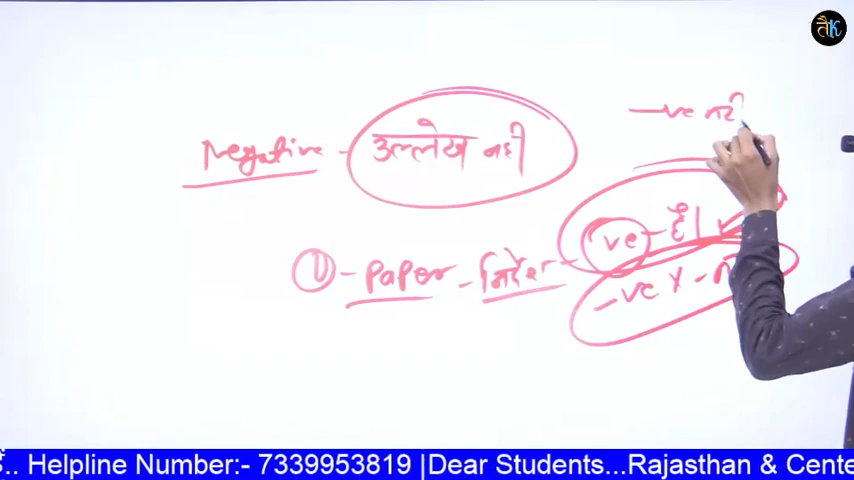 तैK
-ve नही
Negative - उल्लेख नही
ve - है।
① - Paper - निर्देश -
-ve x -
.. Helpline Number:- 7339953819 |Dear Students...Rajasthan & Cente